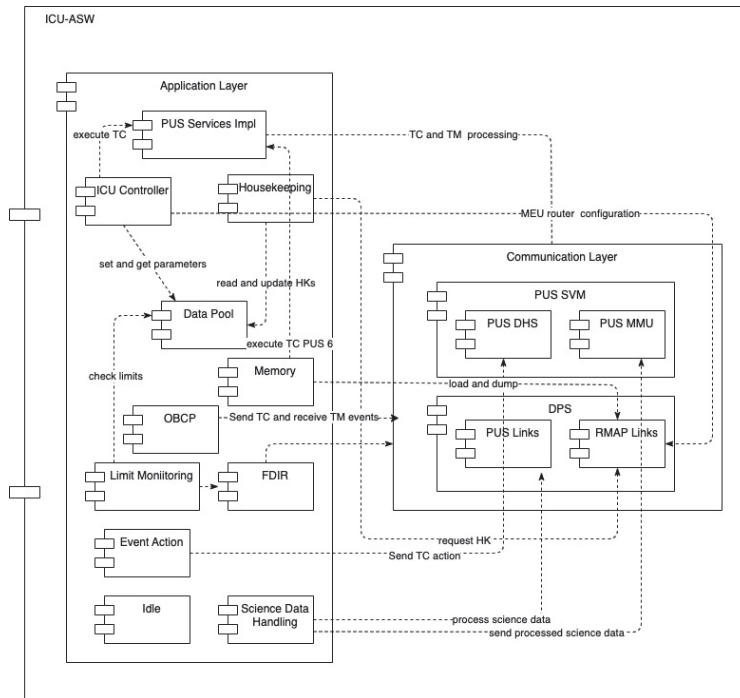 ICU-ASW
Application Layer
PUS Services Impl
execute TC
TC and TM processing
ICU Controller
Housekeeping
MEU router configuration
set and get parameters
Communication Layer
read and update HKs
PUS SVM
Data Pool
PUS DHS
PUS MMU
execute TC PUS 6
check limits
Memory
load and dump
OBCP
Send TC and receive TM events
DPS
PUS Links
RMAP Links
Limit Moniitoring
FDIR
Event Action
request HK
Send TC action
Idle
Science Data
Handling
process science data
send processed science data